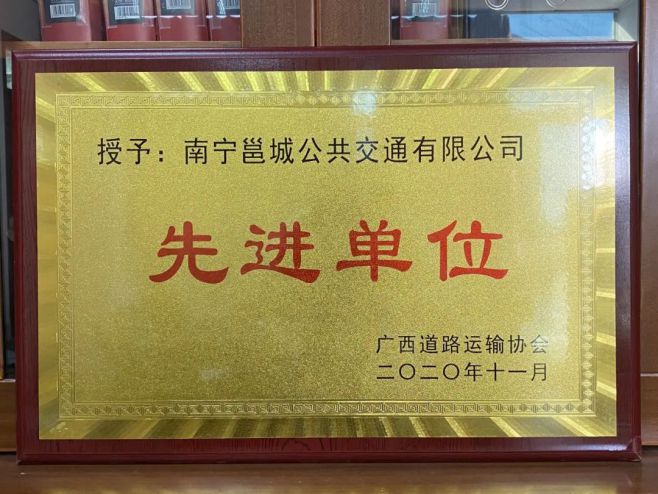 授予：南宁邕城公共交通有限公司
先进单位
广西道路运输协会
二〇二〇年十一月